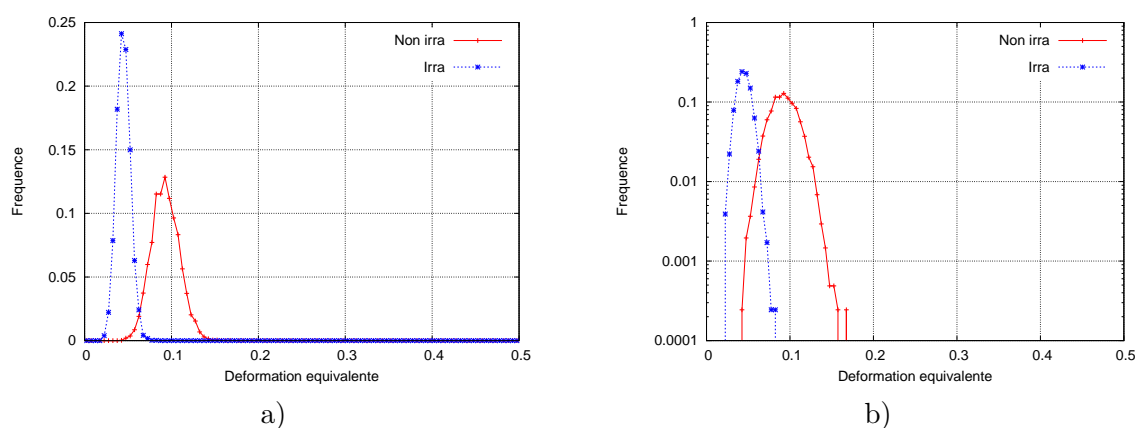 0.25
0.2
0.15
0.1
0.05
0
Frequence
Non irra
Irra
0 0.1 0.2 0.3 0.4 0.5
Deformation equivalente
a)
1
0.1
0.01
0.001
0.0001
Frequence
Non irra
Irra
0 0.1 0.2 0.3 0.4 0.5
Deformation equivalente
b)